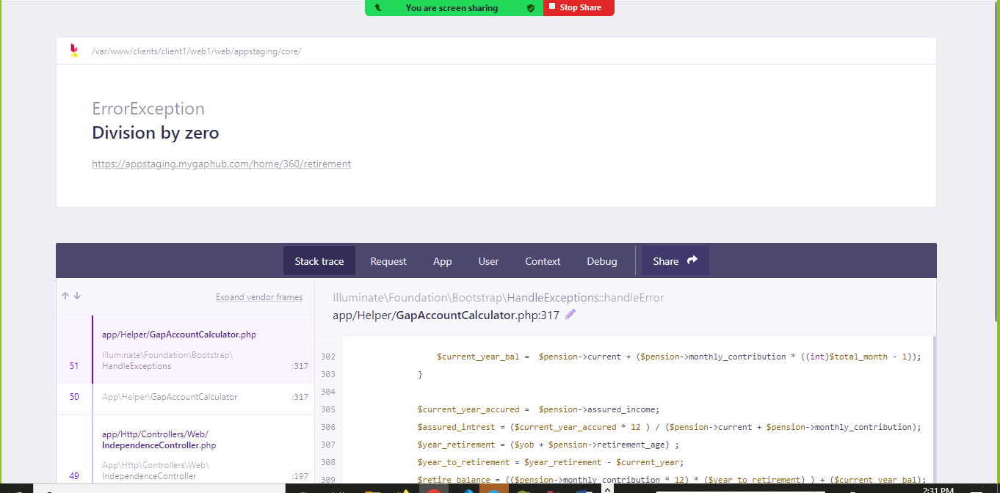 You are screen sharing
Stop Share
/var/www/clients/client1/web1/web/appstaging/core/
ErrorException
Division by zero
https://appstaging.mygaphub.com/home/360/retirement
Stack trace Request App User Context Debug Share
Expand vendor frames
51
app/Helper/GapAccountCalculator.php
Illuminate\Foundation\Bootstrap\
HandleExceptions :317
50 App\Helper\GapAccountCalculator :317
app/Http/Controllers/Web/
IndependenceController.php
App\Http\Controllers\Web\
49 IndependenceController :197
Illuminate\Foundation\Bootstrap\HandleExceptions::handleError
app/Helper/GapAccountCalculator.php:317
302 $current_year_bal = $pension->current + ($pension->monthly_contribution * ((int)$total_month - 1));
303 }
304
305 $current_year_accured = $pension->assured_income;
306 $assured_intrest = ($current_year_accured * 12 ) / ($pension->current + $pension->monthly_contribution);
307 $year_retirement = ($yob + $pension->retirement_age) ;
308 $year_to_retirement = $year_retirement - $current_year;
309 $retire_balance = (($pension->monthly_contribution * 12) * ($year_to_retirement) ) + ($current_year_bal);
2:31 PM